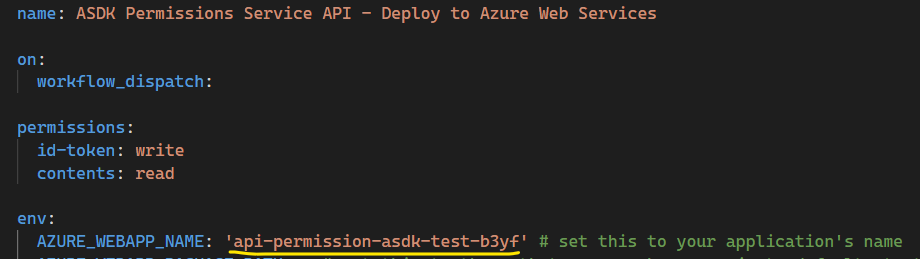 name: ASDK Permissions Service API - Deploy to Azure Web Services
on:
workflow_dispatch:
permissions:
id-token: write
contents: read
env:
AZURE_WEBAPP_NAME: 'api-permission-asdk-test-b3yf' # set this to your application's name